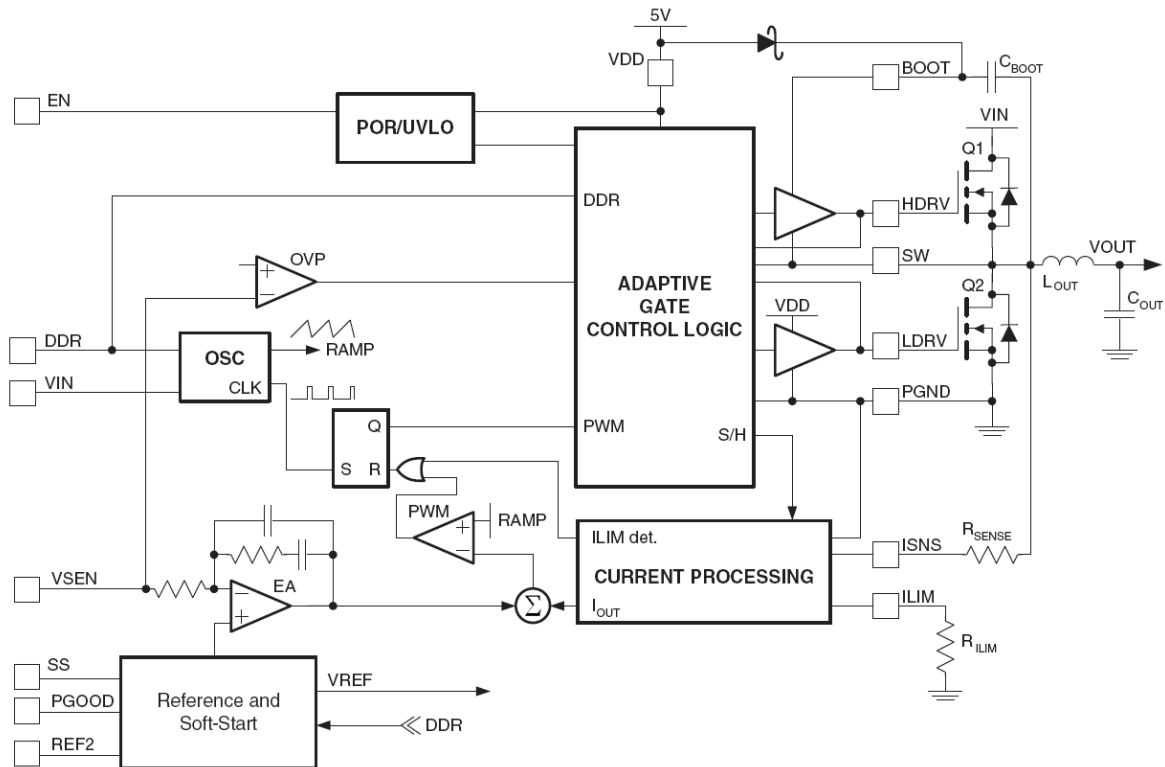 5V
VDD
BOOT
C_BOOT
EN
POR/UVLO
VIN
Q1
DDR
HDRV
OVP
+
−
SW
VOUT
L_OUT
ADAPTIVE
GATE
CONTROL LOGIC
Q2
VDD
C_OUT
DDR
OSC
RAMP
LDRV
VIN
CLK
PGND
Q
PWM
S/H
S
R
PWM
+
−
RAMP
ILIM det.
ISNS
R_SENSE
CURRENT PROCESSING
VSEN
−
+
EA
Σ
I_OUT
ILIM
R_ILIM
SS
VREF
PGOOD
Reference and
Soft-Start
DDR
REF2